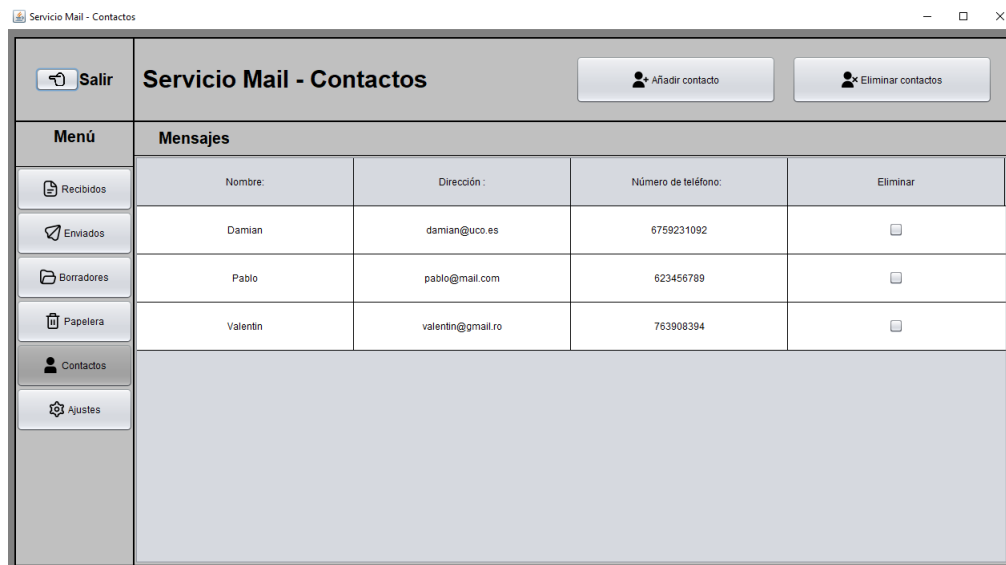 Servicio Mail - Contactos
Salir
Servicio Mail - Contactos
Añadir contacto
Eliminar contactos
Menú
Mensajes
Recibidos
Enviados
Borradores
Papelera
Contactos
Ajustes
Nombre: Dirección : Número de teléfono: Eliminar
Damian damian@uco.es 6759231092
Pablo pablo@mail.com 623456789
Valentin valentin@gmail.ro 763908394